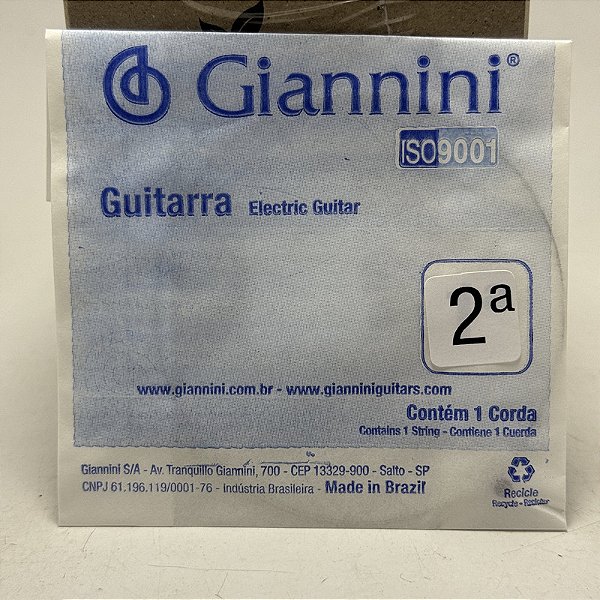 Giannini®
ISO9001
Guitarra Electric Guitar
2ª
www.giannini.com.br - www.gianniniguitars.com
Contém 1 Corda
Contains 1 String - Contiene 1 Cuerda
Giannini S/A - Av. Tranquillo Giannini, 700 - CEP 13329-900 - Salto - SP
CNPJ 61.196.119/0001-76 - Indústria Brasileira - Made in Brazil
Recicle
Recycle - Reciclar